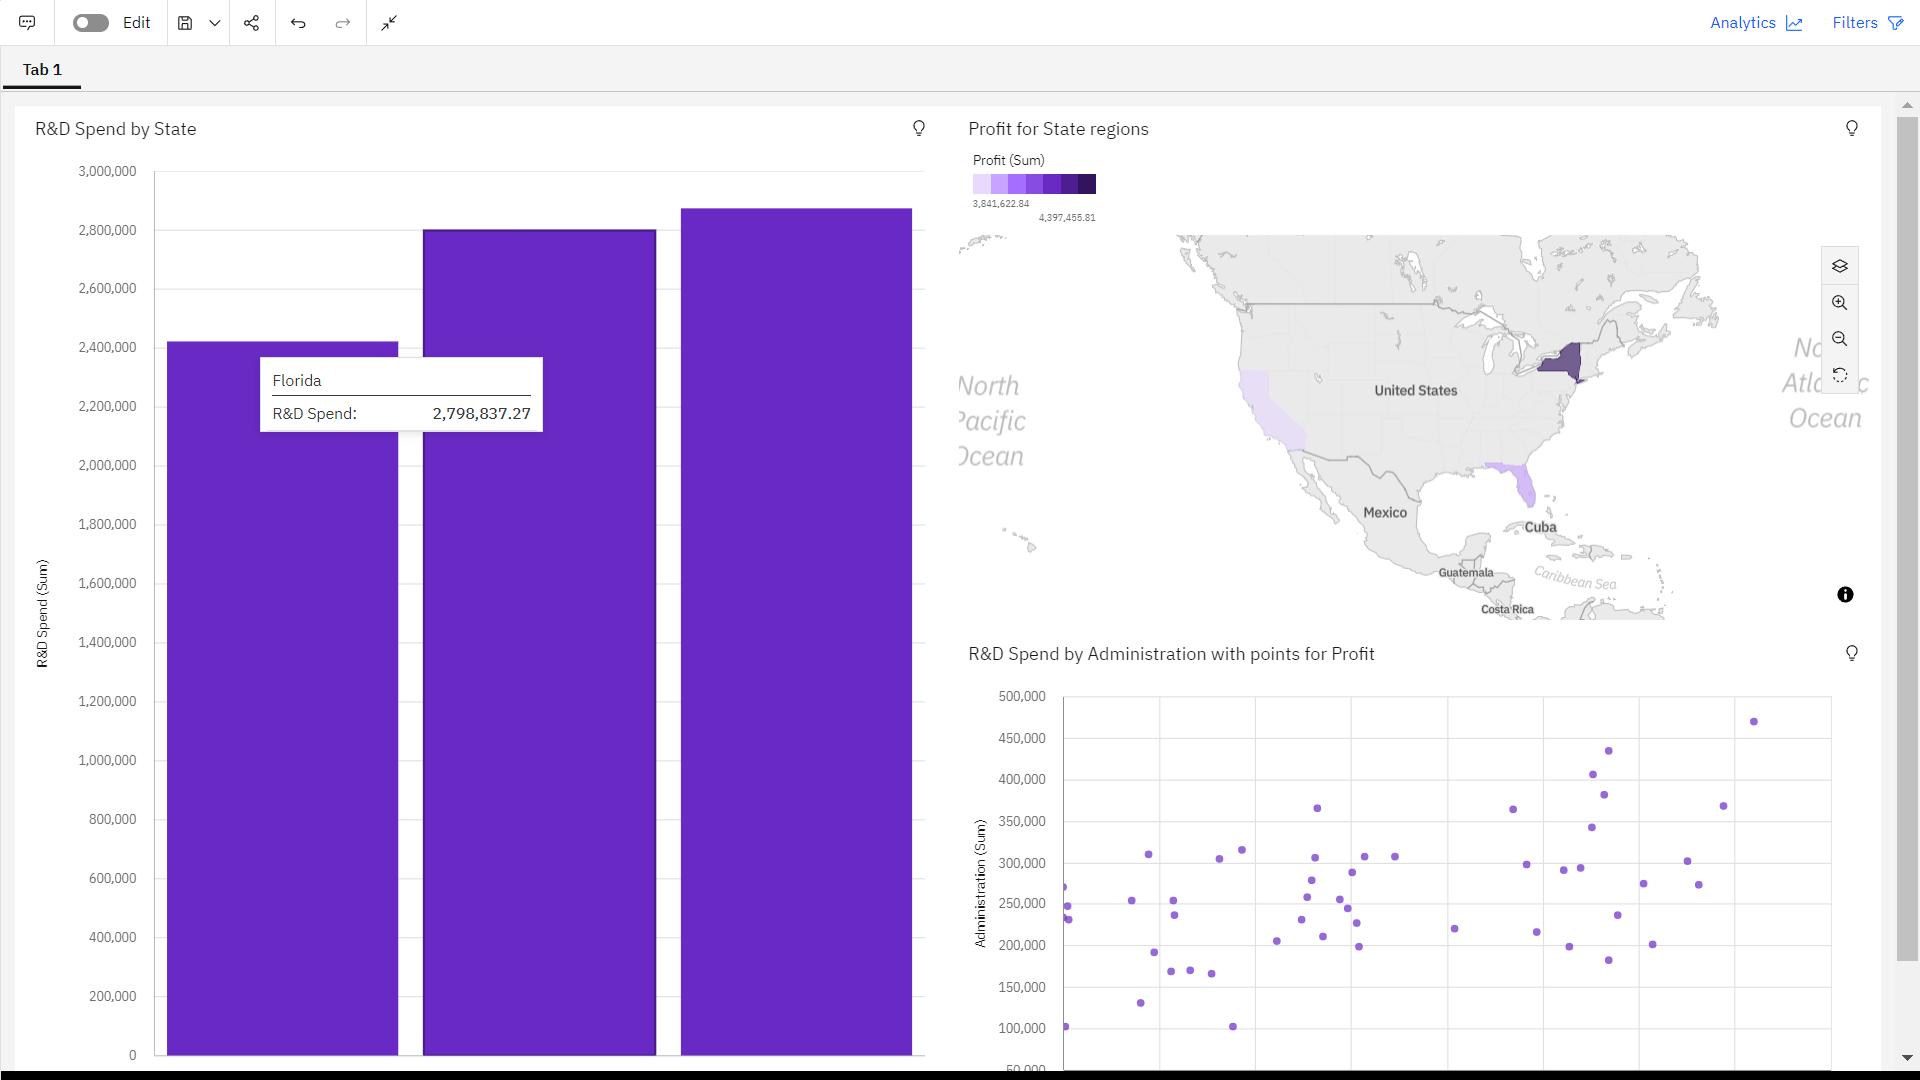 Edit
Analytics
Filters
Tab 1
R&D Spend by State
3,000,000
2,800,000
2,600,000
2,400,000
2,200,000
2,000,000
1,800,000
1,600,000
1,400,000
1,200,000
1,000,000
800,000
600,000
400,000
200,000
0
R&D Spend (Sum)
Florida
R&D Spend: 2,798,837.27
Profit for State regions
Profit (Sum)
3,841,622.84
4,397,455.81
North
Pacific
Ocean
United States
Mexico
Cuba
Guatemala
Caribbean Sea
Costa Rica
Ocean
R&D Spend by Administration with points for Profit
500,000
450,000
400,000
350,000
300,000
250,000
200,000
150,000
100,000
50,000
Administration (Sum)